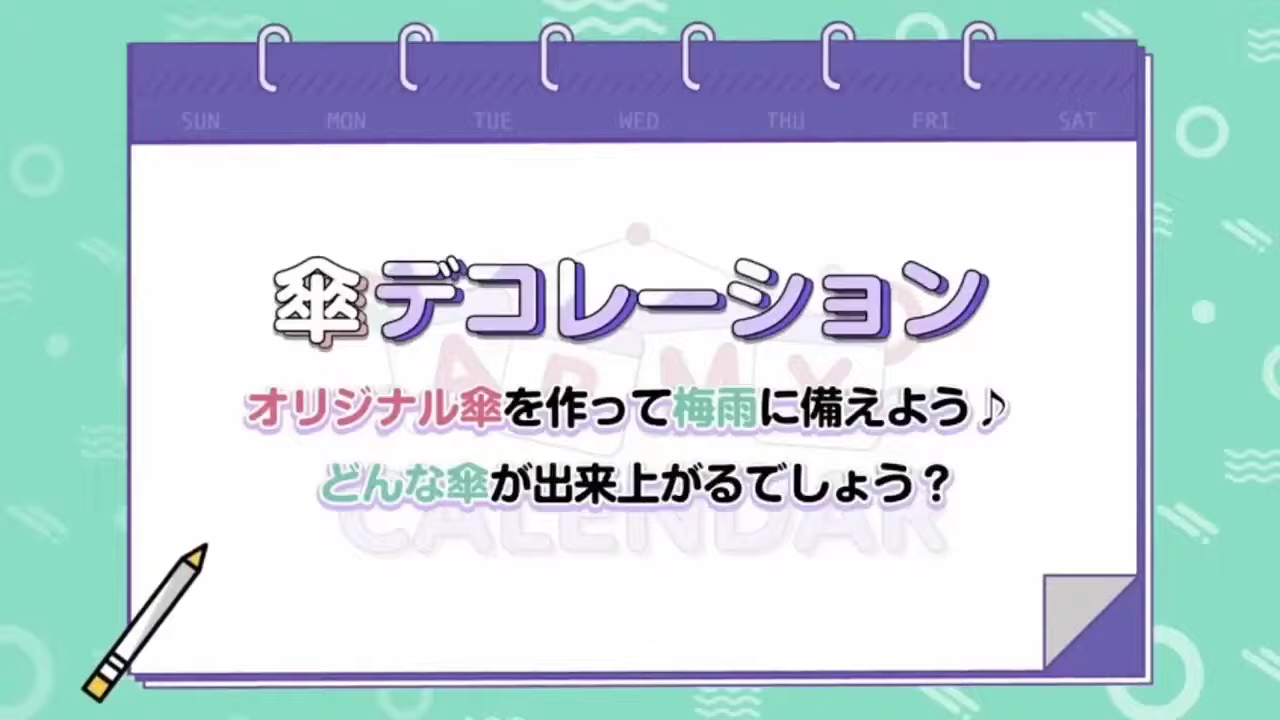 SUN MON TUE WED THU FRI SAT
傘デコレーション
ARMY
オリジナル傘を作って梅雨に備えよう♪
どんな傘が出来上がるでしょう？
CALENDAR